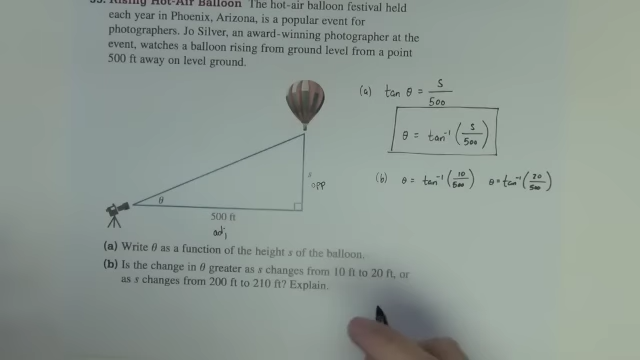 Rising Hot-Air Balloon The hot-air balloon festival held
each year in Phoenix, Arizona, is a popular event for
photographers. Jo Silver, an award-winning photographer at the
event, watches a balloon rising from ground level from a point
500 ft away on level ground.
(a) tan θ = s/500
θ = tan⁻¹(s/500)
(b) θ = tan⁻¹(10/500) θ = tan⁻¹(20/500)
s
opp
θ
500 ft
adj
(a) Write θ as a function of the height s of the balloon.
(b) Is the change in θ greater as s changes from 10 ft to 20 ft, or
as s changes from 200 ft to 210 ft? Explain.